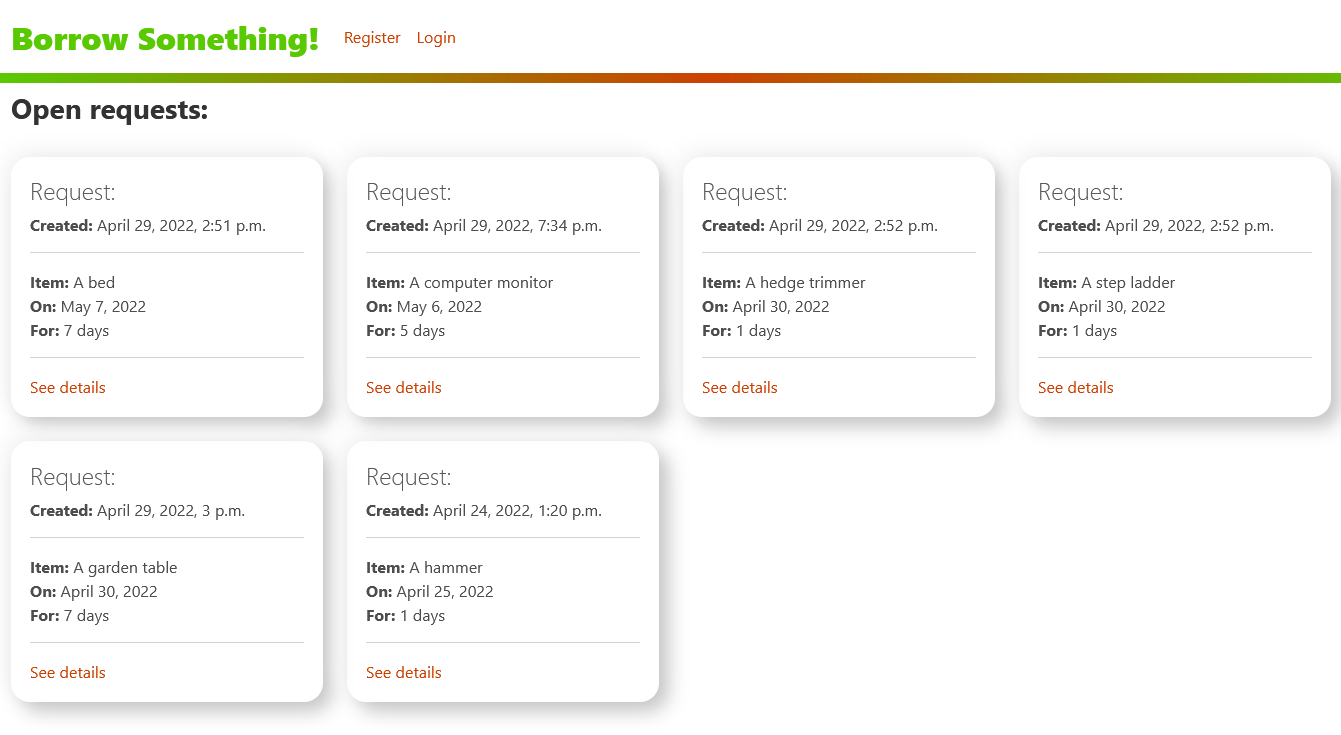 Borrow Something! Register Login
Open requests:
Request:
Created: April 29, 2022, 2:51 p.m.
Item: A bed
On: May 7, 2022
For: 7 days
See details
Request:
Created: April 29, 2022, 7:34 p.m.
Item: A computer monitor
On: May 6, 2022
For: 5 days
See details
Request:
Created: April 29, 2022, 2:52 p.m.
Item: A hedge trimmer
On: April 30, 2022
For: 1 days
See details
Request:
Created: April 29, 2022, 2:52 p.m.
Item: A step ladder
On: April 30, 2022
For: 1 days
See details
Request:
Created: April 29, 2022, 3 p.m.
Item: A garden table
On: April 30, 2022
For: 7 days
See details
Request:
Created: April 24, 2022, 1:20 p.m.
Item: A hammer
On: April 25, 2022
For: 1 days
See details